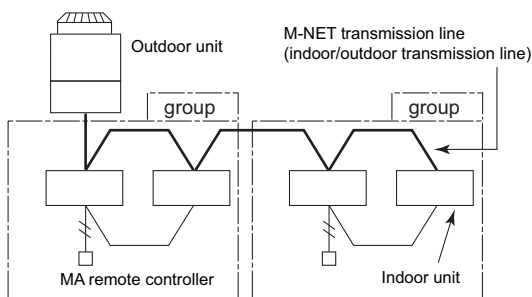 Outdoor unit
M-NET transmission line
(indoor/outdoor transmission line)
group
group
MA remote controller
Indoor unit